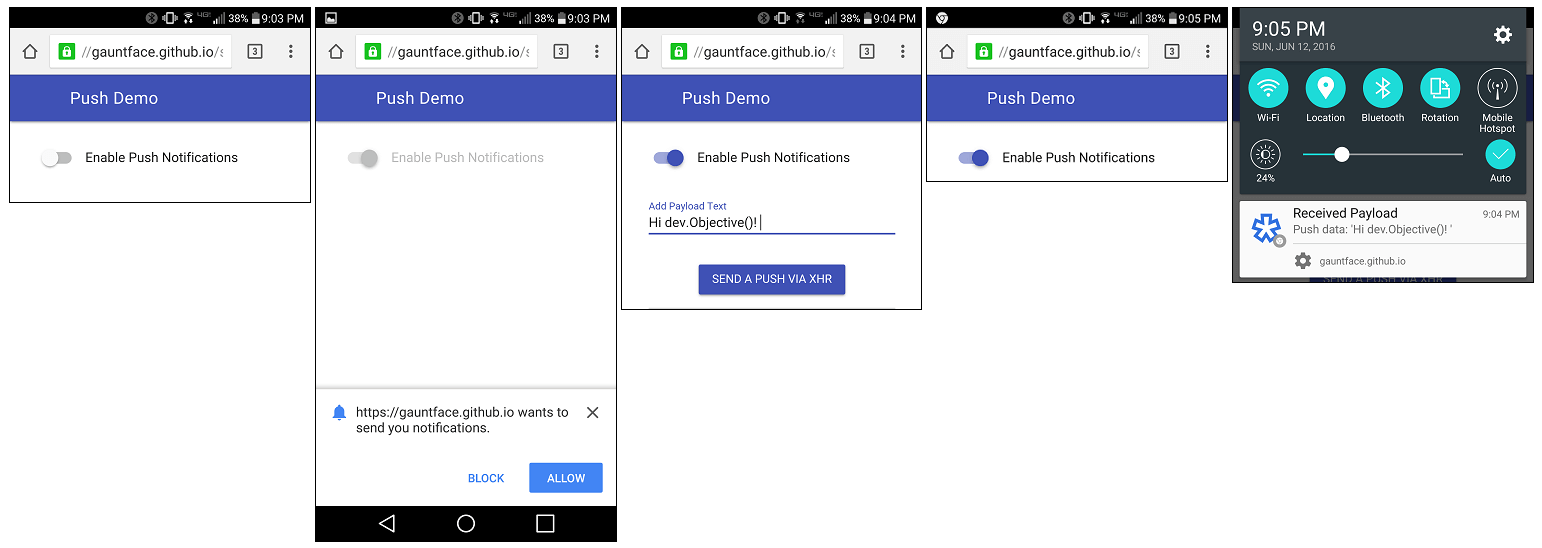 4G 38% 9:03 PM
//gauntface.github.io/s
3
Push Demo
Enable Push Notifications
4G 38% 9:03 PM
//gauntface.github.io/s
3
Push Demo
Enable Push Notifications
https://gauntface.github.io wants to
send you notifications.
BLOCK
ALLOW
4G 38% 9:04 PM
//gauntface.github.io/s
3
Push Demo
Enable Push Notifications
Add Payload Text
Hi dev.Objective()!
SEND A PUSH VIA XHR
4G 38% 9:05 PM
//gauntface.github.io/s
3
Push Demo
Enable Push Notifications
9:05 PM
SUN, JUN 12, 2016
Wi-Fi
Location
Bluetooth
Rotation
Mobile
Hotspot
24%
Auto
Received Payload
9:04 PM
Push data: 'Hi dev.Objective()! '
gauntface.github.io
SEND A PUSH VIA XHR